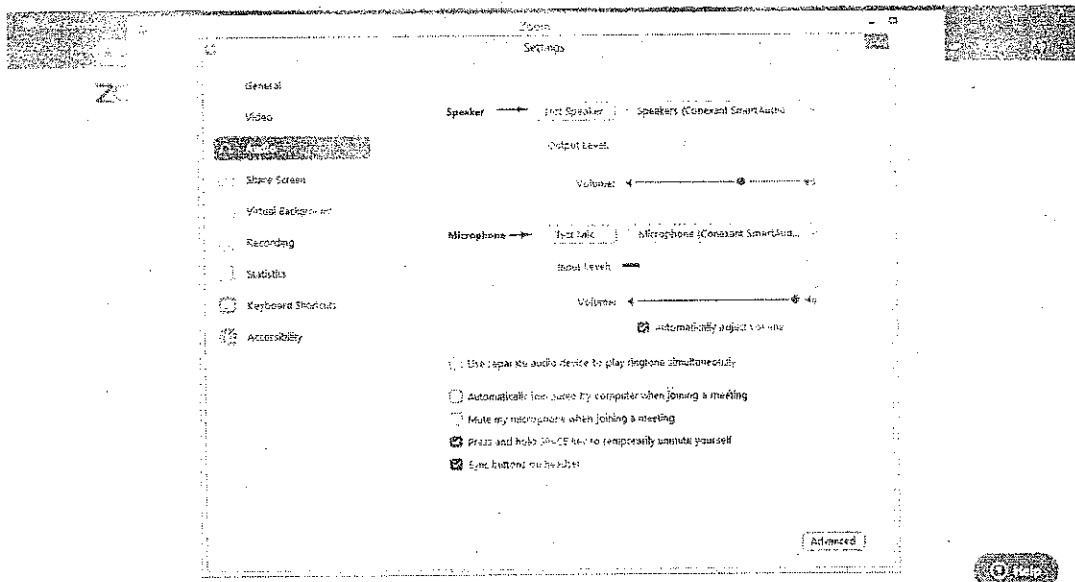 Zoom
Settings
General
Speaker Test Speaker Speakers (Conexant SmartAudio
Video
Output Level:
Share Screen
Volume:
Virtual Background
Microphone Test Mic Microphone (Conexant SmartAud...
Recording
Input Level:
Statistics
Volume:
Keyboard Shortcuts
Automatically adjust volume
Accessibility
Use separate audio device to play ringtone simultaneously
Automatically join audio by computer when joining a meeting
Mute my microphone when joining a meeting
Press and hold SPACE key to temporarily unmute yourself
Sync buttons on headset
Advanced
Help